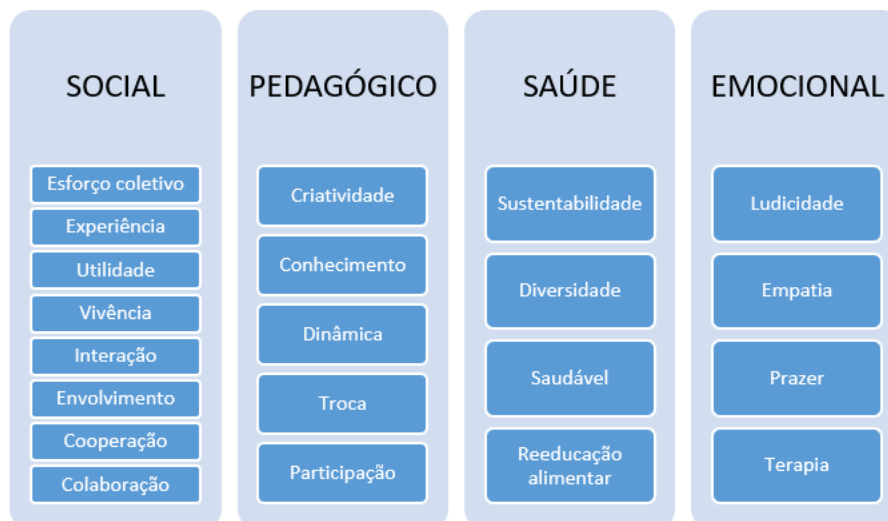 SOCIAL
Esforço coletivo
Experiência
Utilidade
Vivência
Interação
Envolvimento
Cooperação
Colaboração
PEDAGÓGICO
Criatividade
Conhecimento
Dinâmica
Troca
Participação
SAÚDE
Sustentabilidade
Diversidade
Saudável
Reeducação
alimentar
EMOCIONAL
Ludicidade
Empatia
Prazer
Terapia